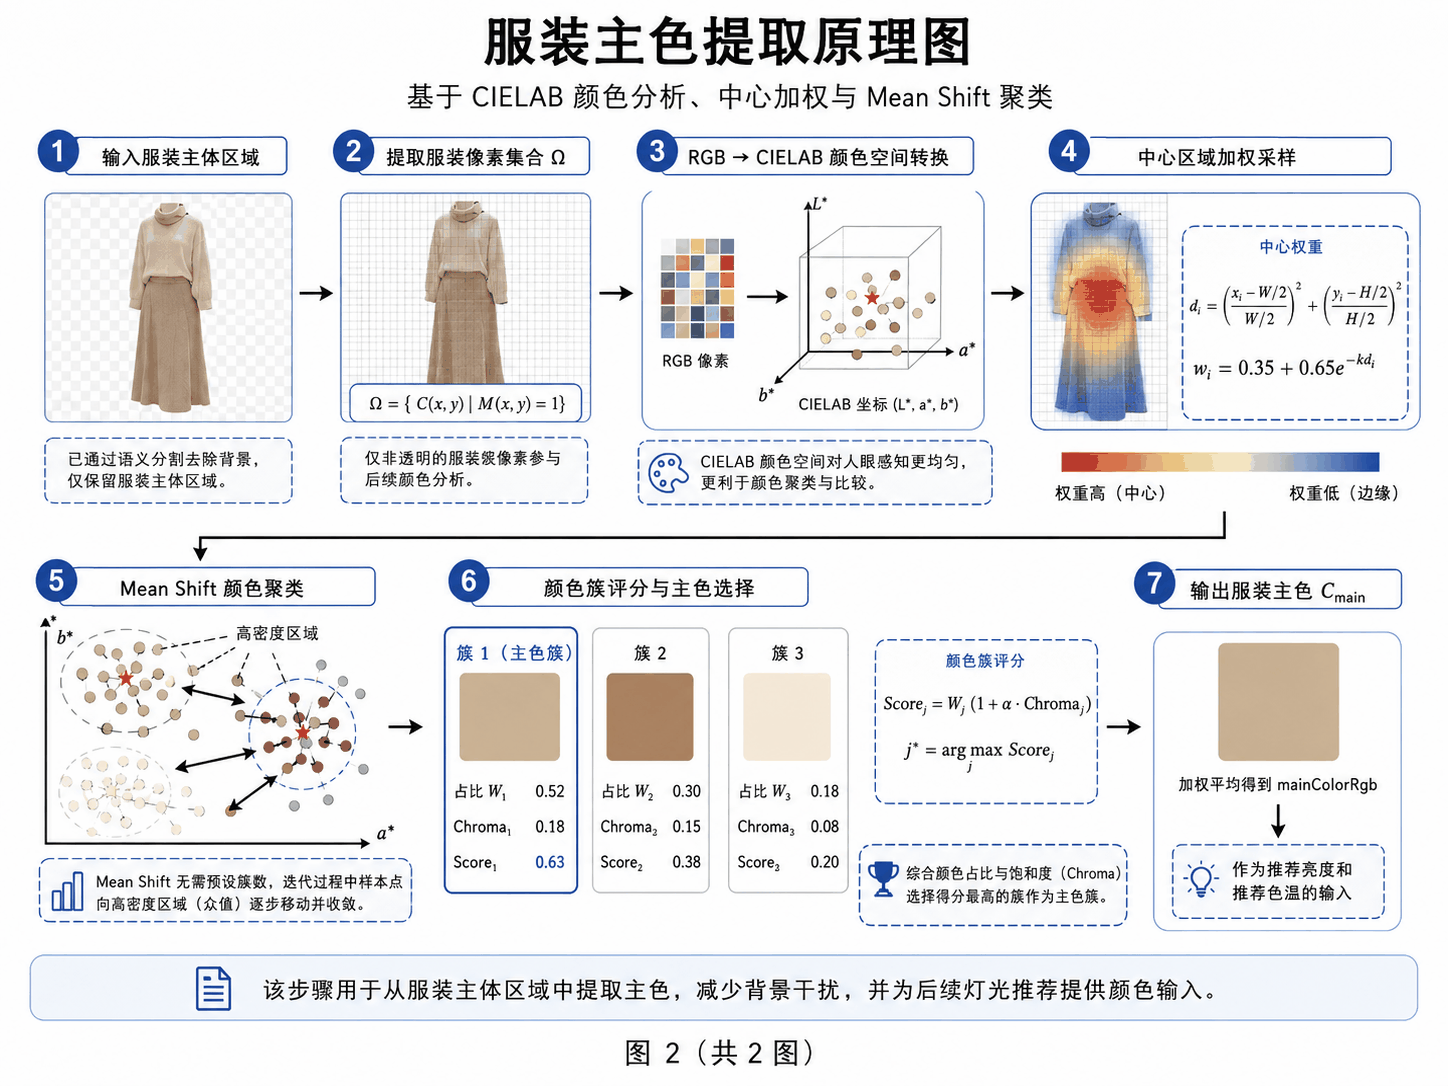 服装主色提取原理图
基于 CIELAB 颜色分析、中心加权与 Mean Shift 聚类
1 输入服装主体区域
已通过语义分割去除背景，
仅保留服装主体区域。
2 提取服装像素集合 Ω
Ω = { C(x, y) | M(x, y) = 1}
仅非透明的服装像素参与
后续颜色分析。
3 RGB → CIELAB 颜色空间转换
RGB 像素
L*
a*
b*
CIELAB 坐标 (L*, a*, b*)
CIELAB 颜色空间对人眼感知更均匀，
更利于颜色聚类与比较。
4 中心区域加权采样
中心权重
d_i = ((x_i − W/2)/(W/2))^2 + ((y_i − H/2)/(H/2))^2
w_i = 0.35 + 0.65e^{−kd_i}
权重高（中心）
权重低（边缘）
5 Mean Shift 颜色聚类
b*
高密度区域
a*
Mean Shift 无需预设簇数，迭代过程中样本点
向高密度区域（众值）逐步移动并收敛。
6 颜色簇评分与主色选择
簇 1（主色簇）
占比 W₁ 0.52
Chroma₁ 0.18
Score₁ 0.63
簇 2
占比 W₂ 0.30
Chroma₂ 0.15
Score₂ 0.38
簇 3
占比 W₃ 0.18
Chroma₃ 0.08
Score₃ 0.20
颜色簇评分
Score_j = W_j (1 + α · Chroma_j)
j* = arg max_j Score_j
综合颜色占比与饱和度（Chroma）
选择得分最高的簇作为主色簇。
7 输出服装主色 C_main
加权平均得到 mainColorRgb
作为推荐亮度和
推荐色温的输入
该步骤用于从服装主体区域中提取主色，减少背景干扰，并为后续灯光推荐提供颜色输入。
图 2（共 2 图）